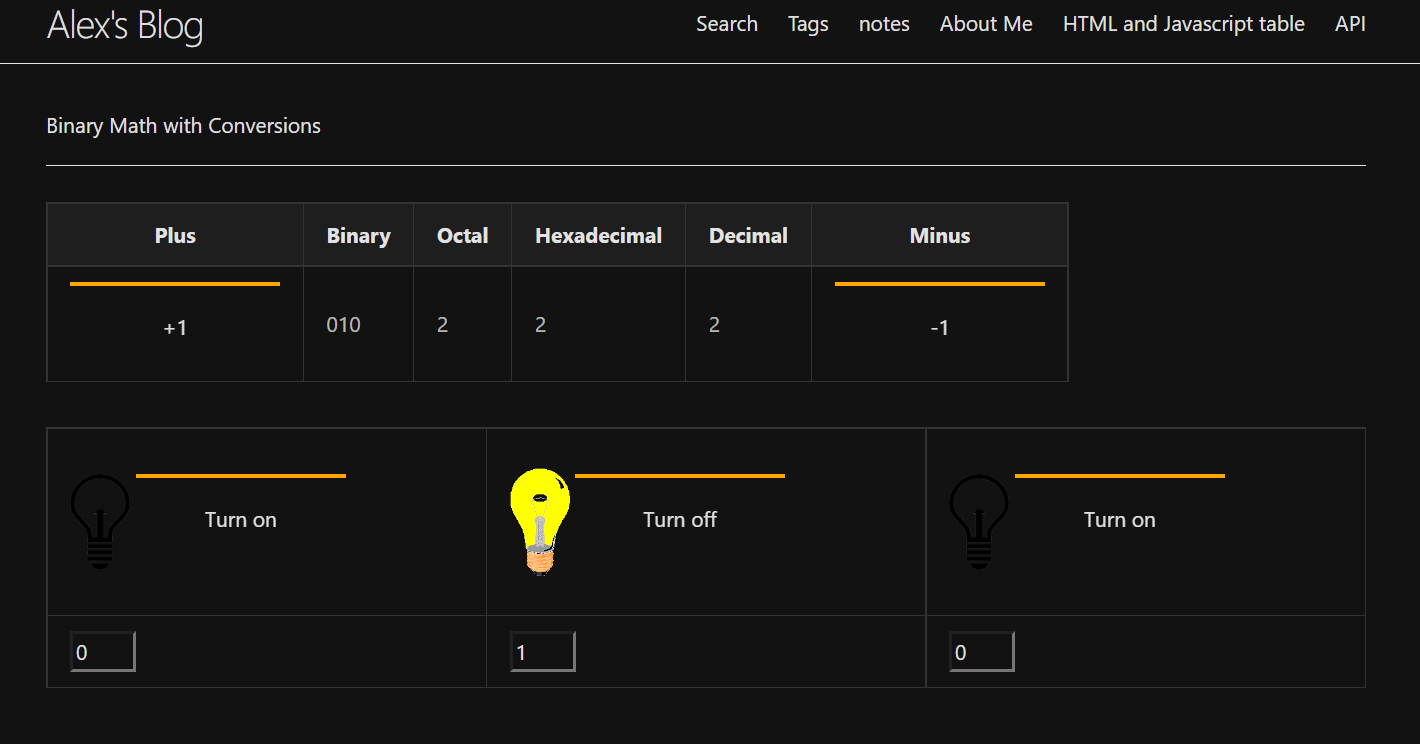 Alex's Blog Search Tags notes About Me HTML and Javascript table API
Binary Math with Conversions
Plus Binary Octal Hexadecimal Decimal Minus
+1 010 2 2 2 -1
Turn on Turn off Turn on
0 1 0